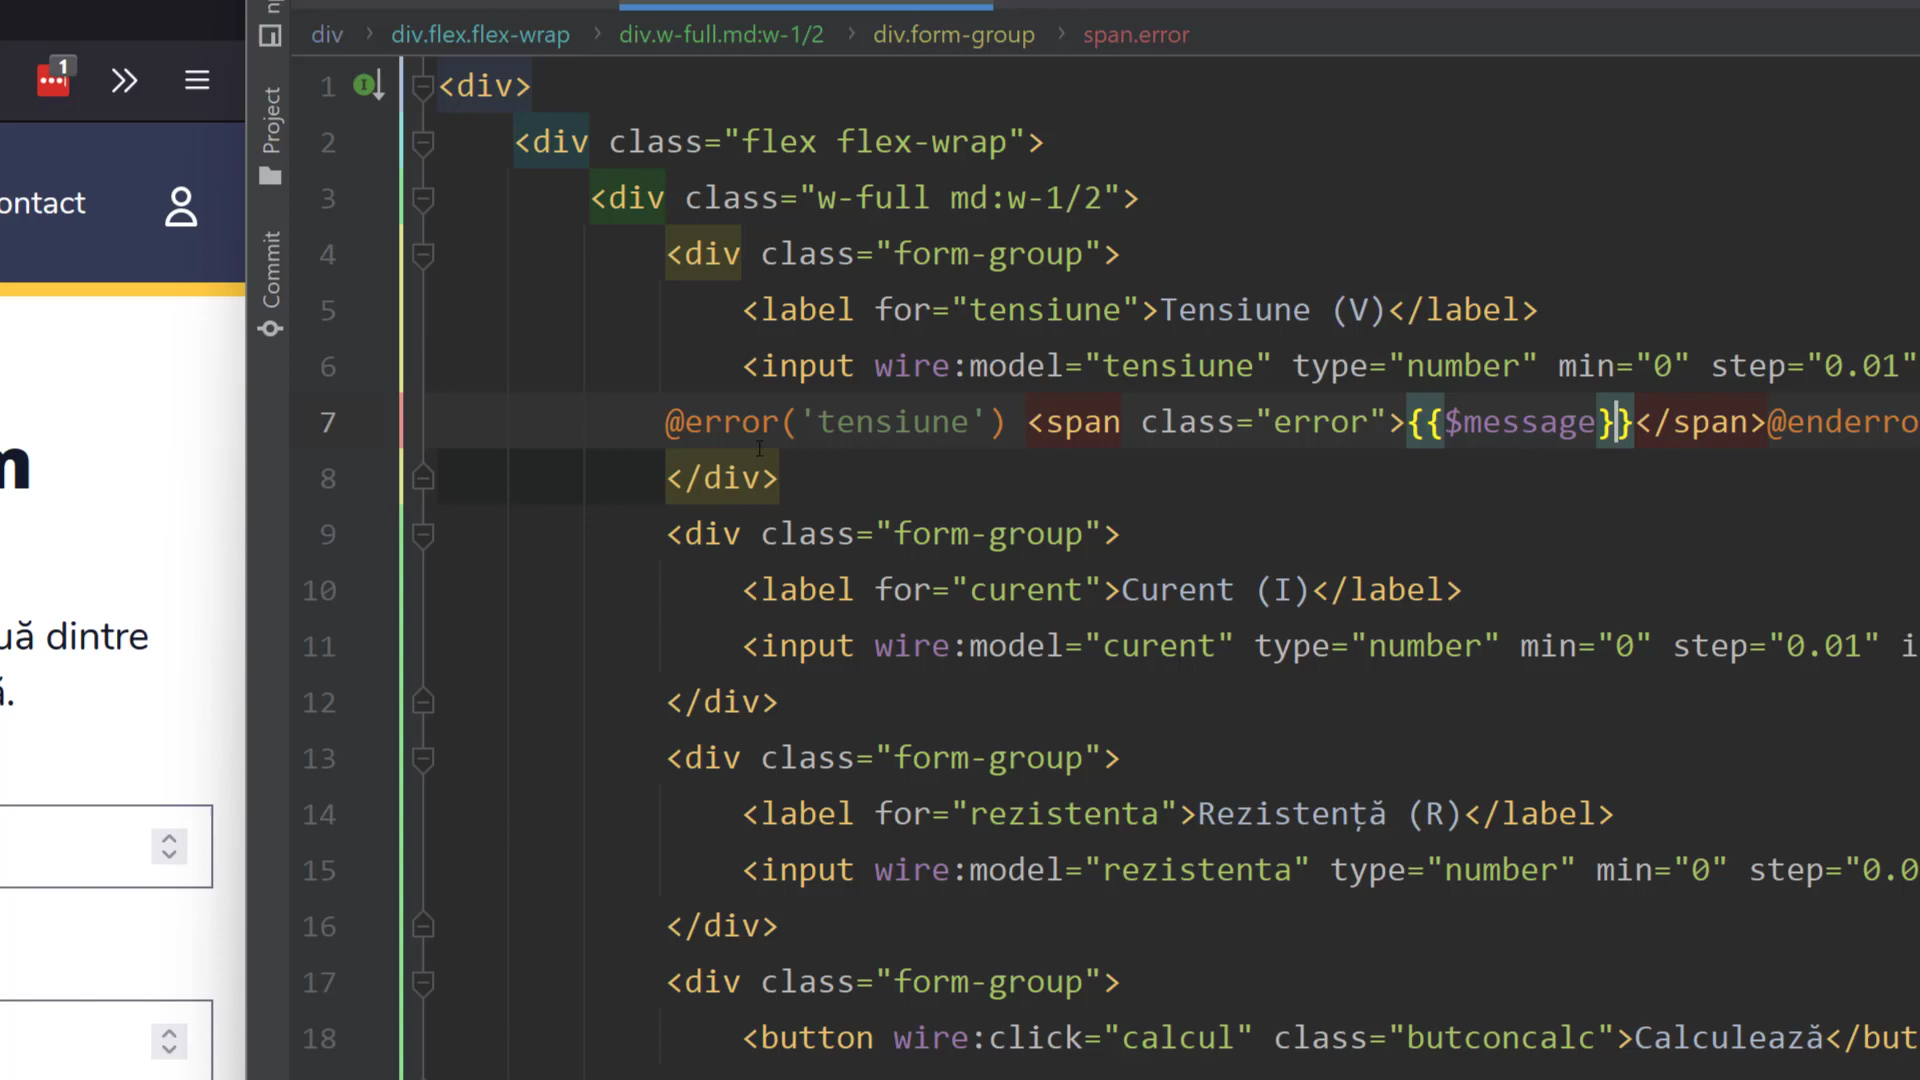 1
ontact
m
uă dintre
ă.
Project
Commit
div > div.flex.flex-wrap > div.w-full.md:w-1/2 > div.form-group > span.error
1 <div>
2 <div class="flex flex-wrap">
3 <div class="w-full md:w-1/2">
4 <div class="form-group">
5 <label for="tensiune">Tensiune (V)</label>
6 <input wire:model="tensiune" type="number" min="0" step="0.01"
7 @error('tensiune') <span class="error">{{$message}}</span>@enderro
8 </div>
9 <div class="form-group">
10 <label for="curent">Curent (I)</label>
11 <input wire:model="curent" type="number" min="0" step="0.01" i
12 </div>
13 <div class="form-group">
14 <label for="rezistenta">Rezistență (R)</label>
15 <input wire:model="rezistenta" type="number" min="0" step="0.0
16 </div>
17 <div class="form-group">
18 <button wire:click="calcul" class="butconcalc">Calculează</but